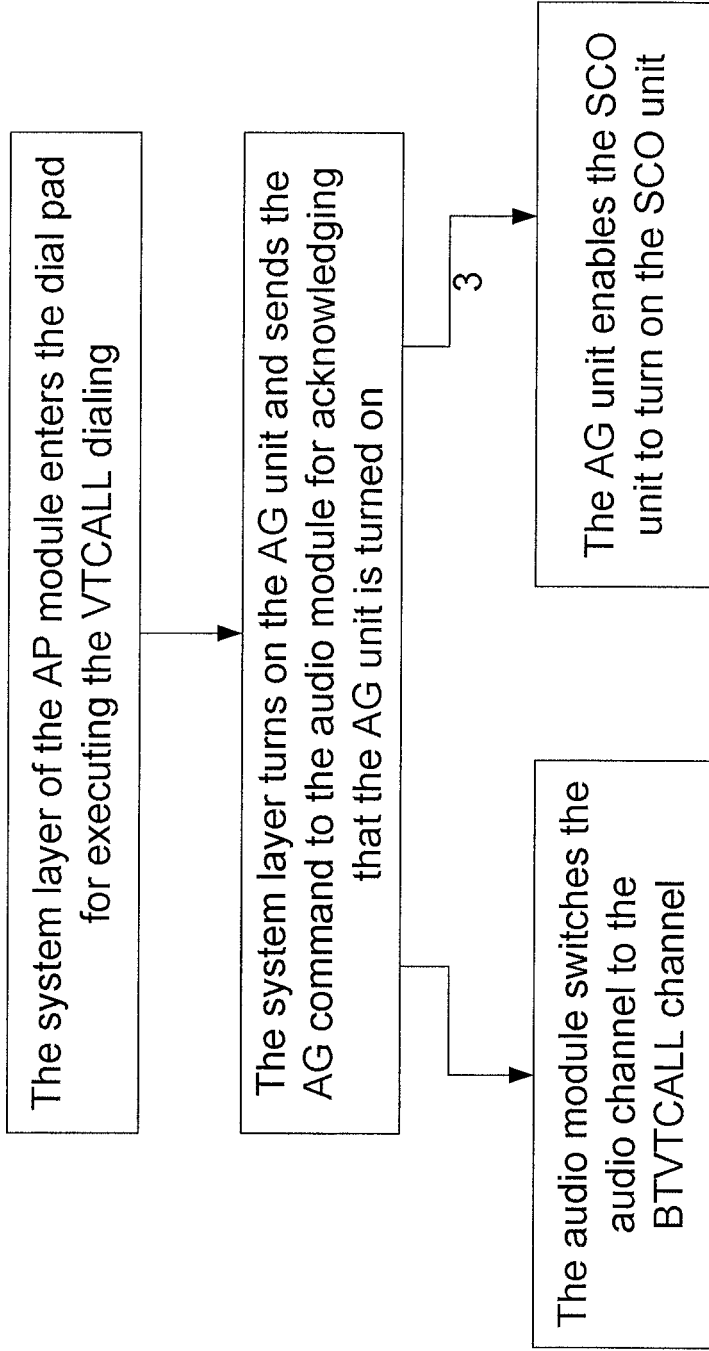 The system layer of the AP module enters the dial pad
for executing the VTCALL dialing
The system layer turns on the AG unit and sends the
AG command to the audio module for acknowledging
that the AG unit is turned on
3
The audio module switches the
audio channel to the
BTVTCALL channel
The AG unit enables the SCO
unit to turn on the SCO unit